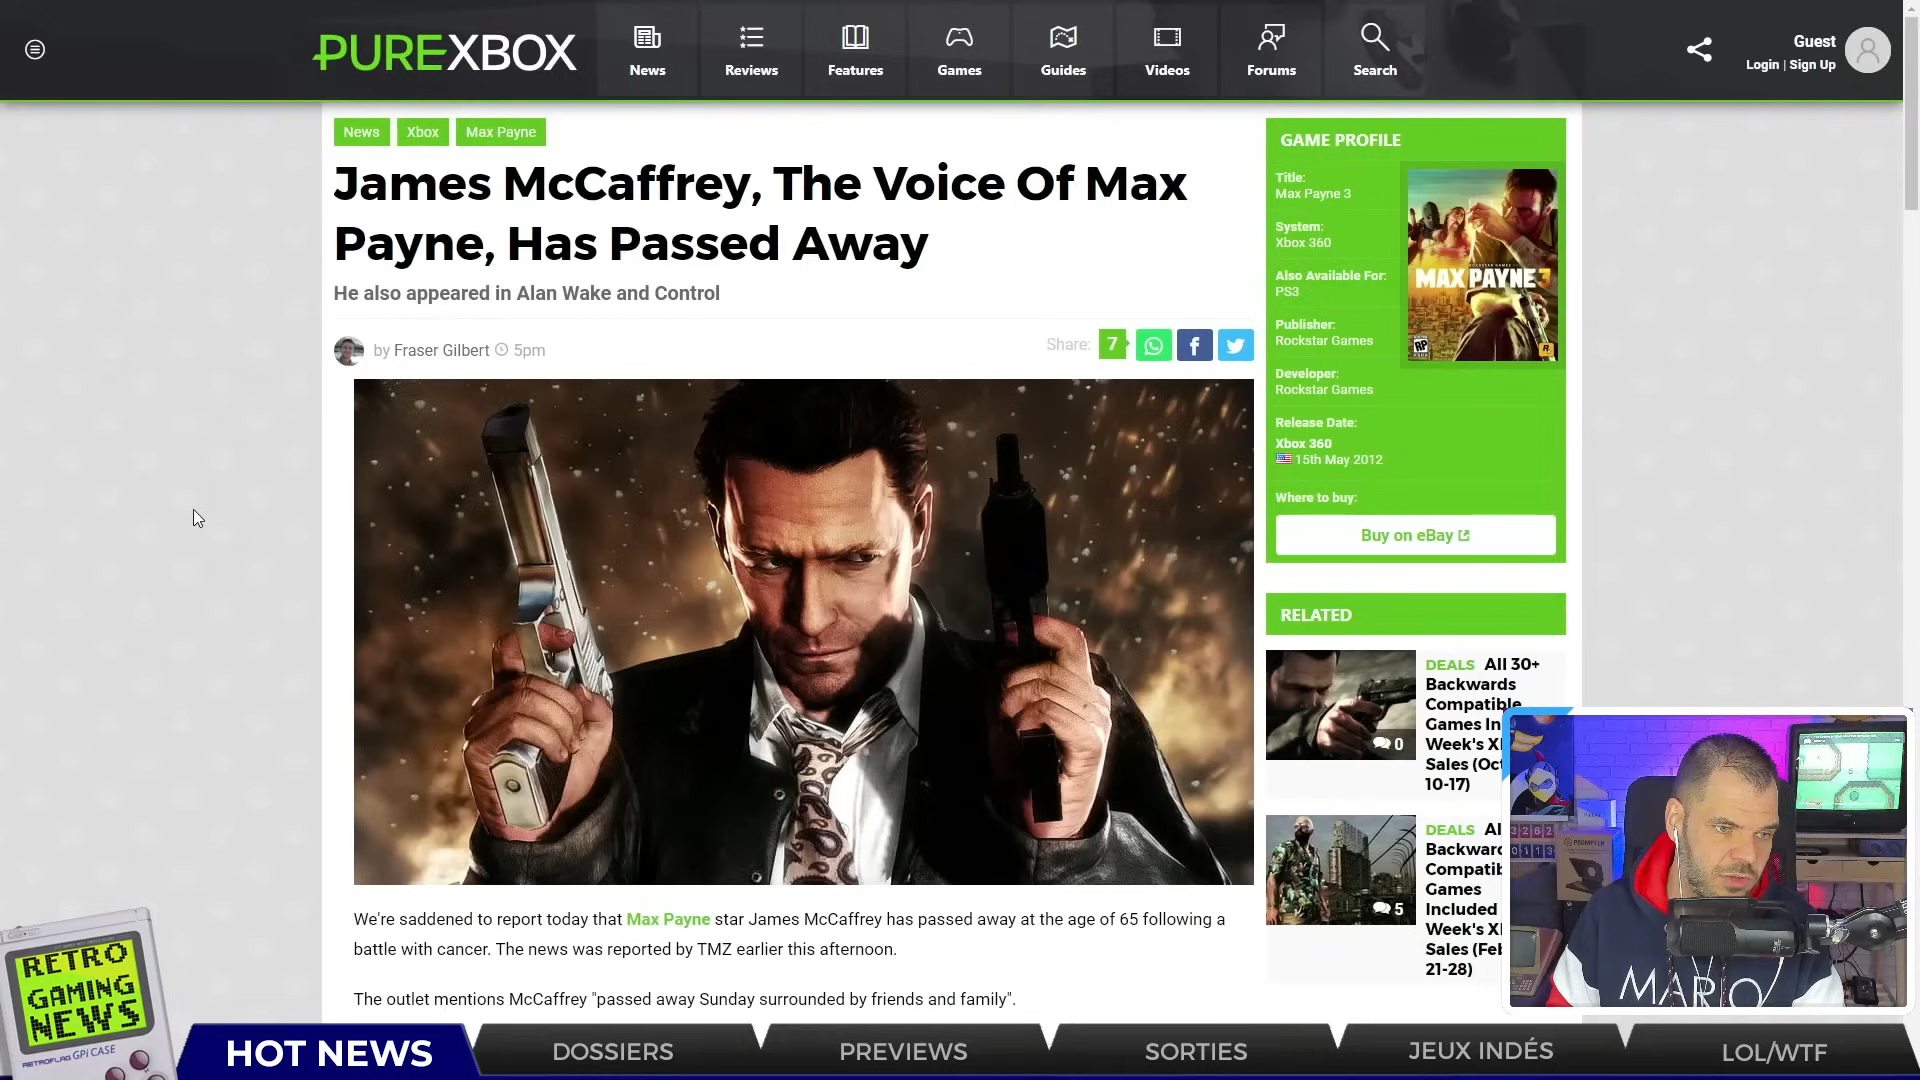 PUREXBOX
News
Reviews
Features
Games
Guides
Videos
Forums
Search
Guest
Login | Sign Up
News
Xbox
Max Payne
James McCaffrey, The Voice Of Max
Payne, Has Passed Away
He also appeared in Alan Wake and Control
by Fraser Gilbert 5pm
Share:
7
GAME PROFILE
Title:
Max Payne 3
System:
Xbox 360
Also Available For:
PS3
Publisher:
Rockstar Games
Developer:
Rockstar Games
Release Date:
Xbox 360
15th May 2012
Where to buy:
Buy on eBay
ROCKSTAR GAMES
MAX PAYNE 3
RP
R
RELATED
DEALS All 30+
Backwards
Compatible
Games In
Week's
Sales (Oct
10-17)
0
DEALS
Games
Included
Week's
Sales (Feb
21-28)
5
We're saddened to report today that Max Payne star James McCaffrey has passed away at the age of 65 following a
battle with cancer. The news was reported by TMZ earlier this afternoon.
The outlet mentions McCaffrey "passed away Sunday surrounded by friends and family".
MARIO
RETRO
GAMING
NEWS
RETROFLAG GPi CASE
HOT NEWS
DOSSIERS
PREVIEWS
SORTIES
JEUX INDÉS
LOL/WTF